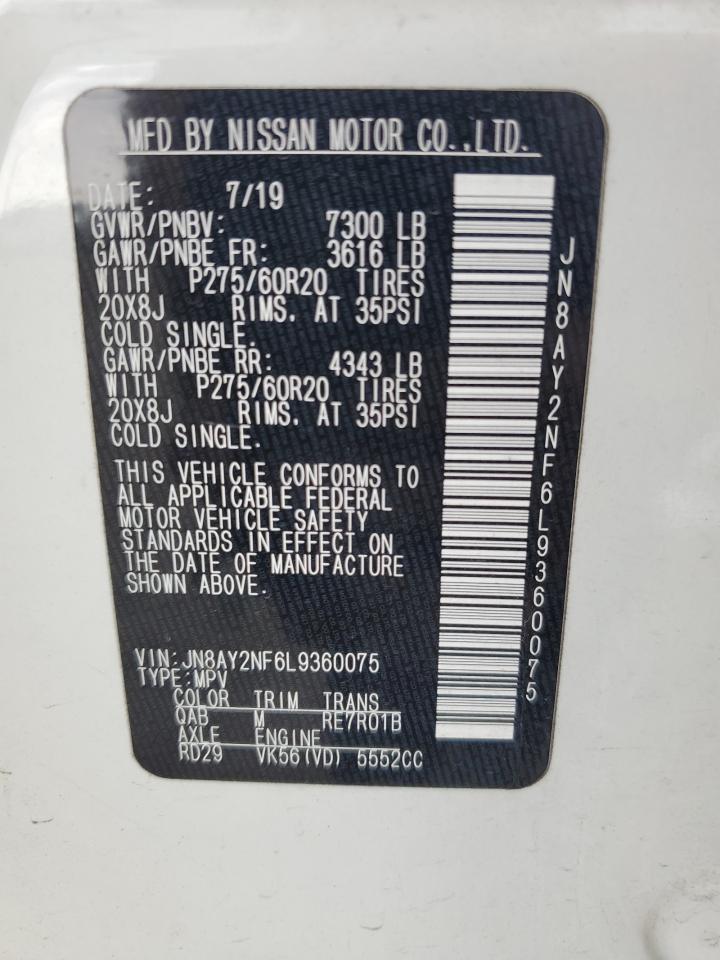 MFD BY NISSAN MOTOR CO.,LTD.
DATE: 7/19
GVWR/PNBV: 7300 LB
GAWR/PNBE FR: 3616 LB
WITH P275/60R20 TIRES
20X8J RIMS, AT 35PSI
COLD SINGLE.
GAWR/PNBE RR: 4343 LB
WITH P275/60R20 TIRES
20X8J RIMS, AT 35PSI
COLD SINGLE.
THIS VEHICLE CONFORMS TO
ALL APPLICABLE FEDERAL
MOTOR VEHICLE SAFETY
STANDARDS IN EFFECT ON
THE DATE OF MANUFACTURE
SHOWN ABOVE.
VIN:JN8AY2NF6L9360075
TYPE:MPV
COLOR TRIM TRANS
QAB M RE7R01B
AXLE ENGINE
RD29 VK56(VD) 5552CC
JN8AY2NF6L9360075